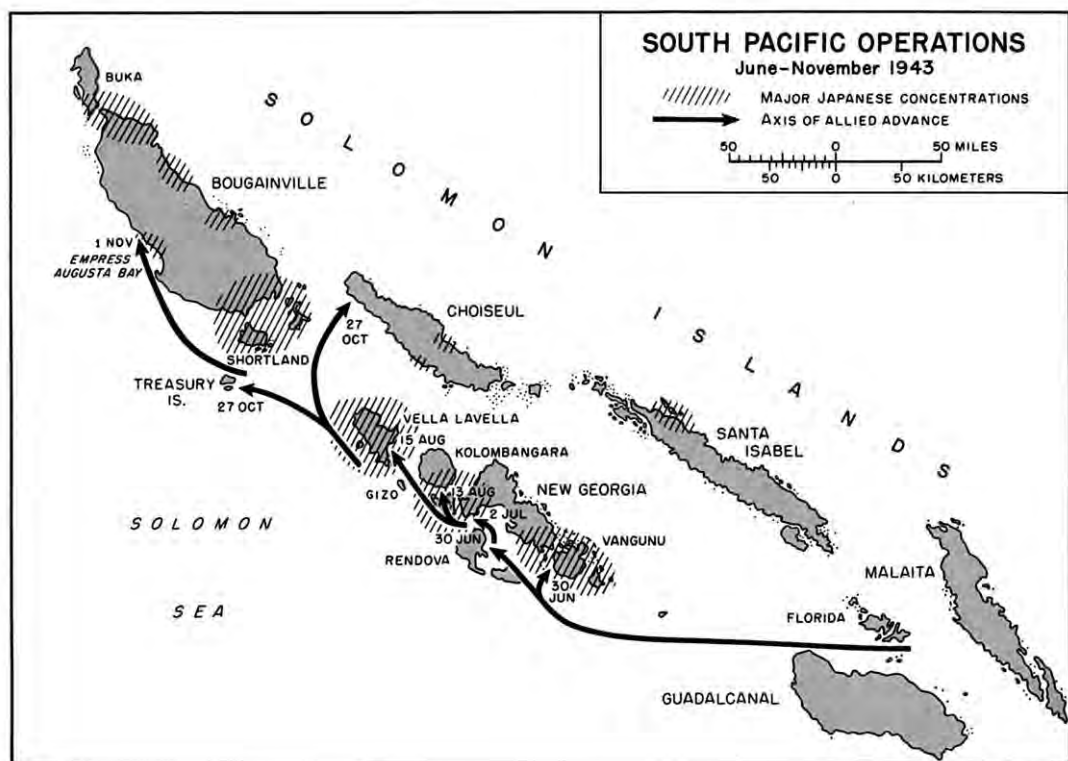 SOUTH PACIFIC OPERATIONS
June–November 1943
MAJOR JAPANESE CONCENTRATIONS
AXIS OF ALLIED ADVANCE
50 0 50 MILES
50 0 50 KILOMETERS
BUKA
SOLOMON ISLANDS
BOUGAINVILLE
1 NOV
EMPRESS
AUGUSTA BAY
CHOISEUL
27
OCT
SHORTLAND
TREASURY
IS.
27 OCT
VELLA LAVELLA
15 AUG
KOLOMBANGARA
SANTA
ISABEL
GIZO
13 AUG
NEW GEORGIA
2 JUL
SOLOMON
SEA
30 JUN
RENDOVA
VANGUNU
30
JUN
MALAITA
FLORIDA
GUADALCANAL